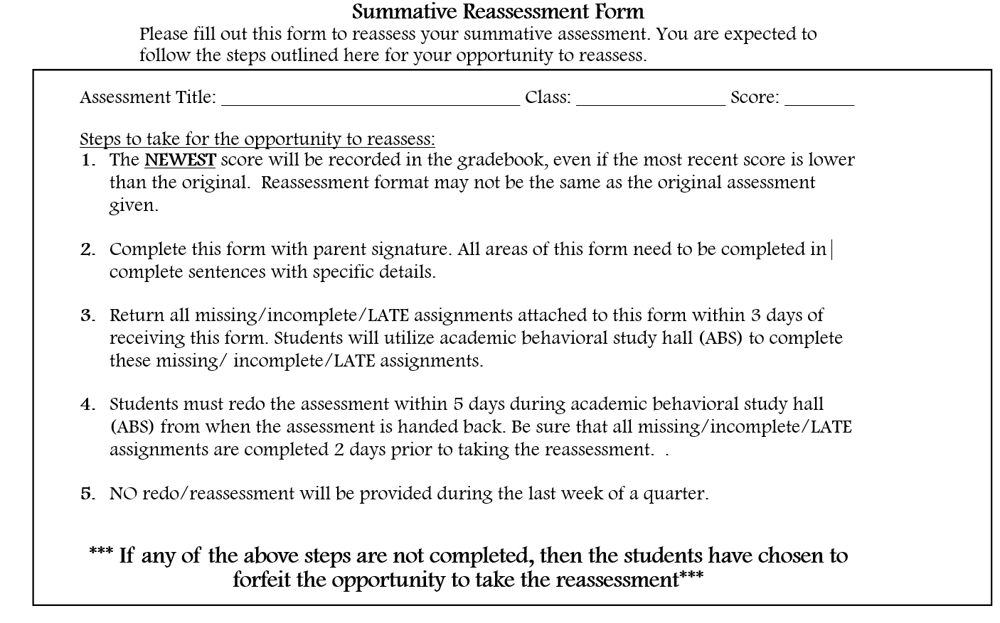 Summative Reassessment Form
Please fill out this form to reassess your summative assessment. You are expected to
follow the steps outlined here for your opportunity to reassess.
Assessment Title: ______________________________ Class: _______________ Score: _______
Steps to take for the opportunity to reassess:
1. The NEWEST score will be recorded in the gradebook, even if the most recent score is lower
than the original.  Reassessment format may not be the same as the original assessment
given.
2. Complete this form with parent signature. All areas of this form need to be completed in
complete sentences with specific details.
3. Return all missing/incomplete/LATE assignments attached to this form within 3 days of
receiving this form. Students will utilize academic behavioral study hall (ABS) to complete
these missing/ incomplete/LATE assignments.
4. Students must redo the assessment within 5 days during academic behavioral study hall
(ABS) from when the assessment is handed back. Be sure that all missing/incomplete/LATE
assignments are completed 2 days prior to taking the reassessment.  .
5. NO redo/reassessment will be provided during the last week of a quarter.
*** If any of the above steps are not completed, then the students have chosen to
forfeit the opportunity to take the reassessment***